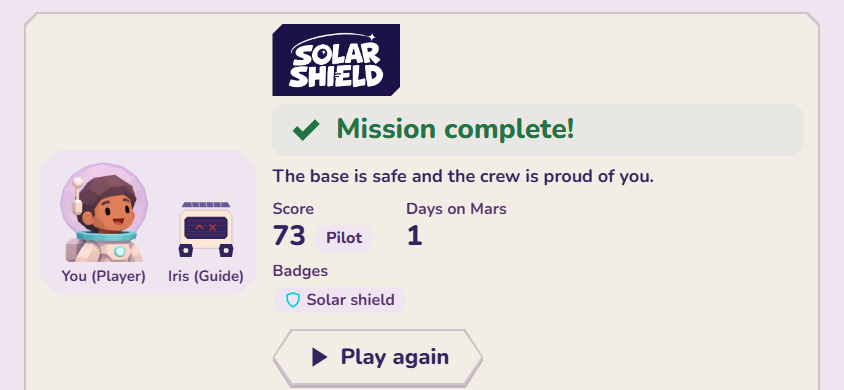 SOLAR
SHIELD
Mission complete!
The base is safe and the crew is proud of you.
Score
Days on Mars
73 Pilot
1
Badges
Solar shield
Play again
You (Player)
Iris (Guide)